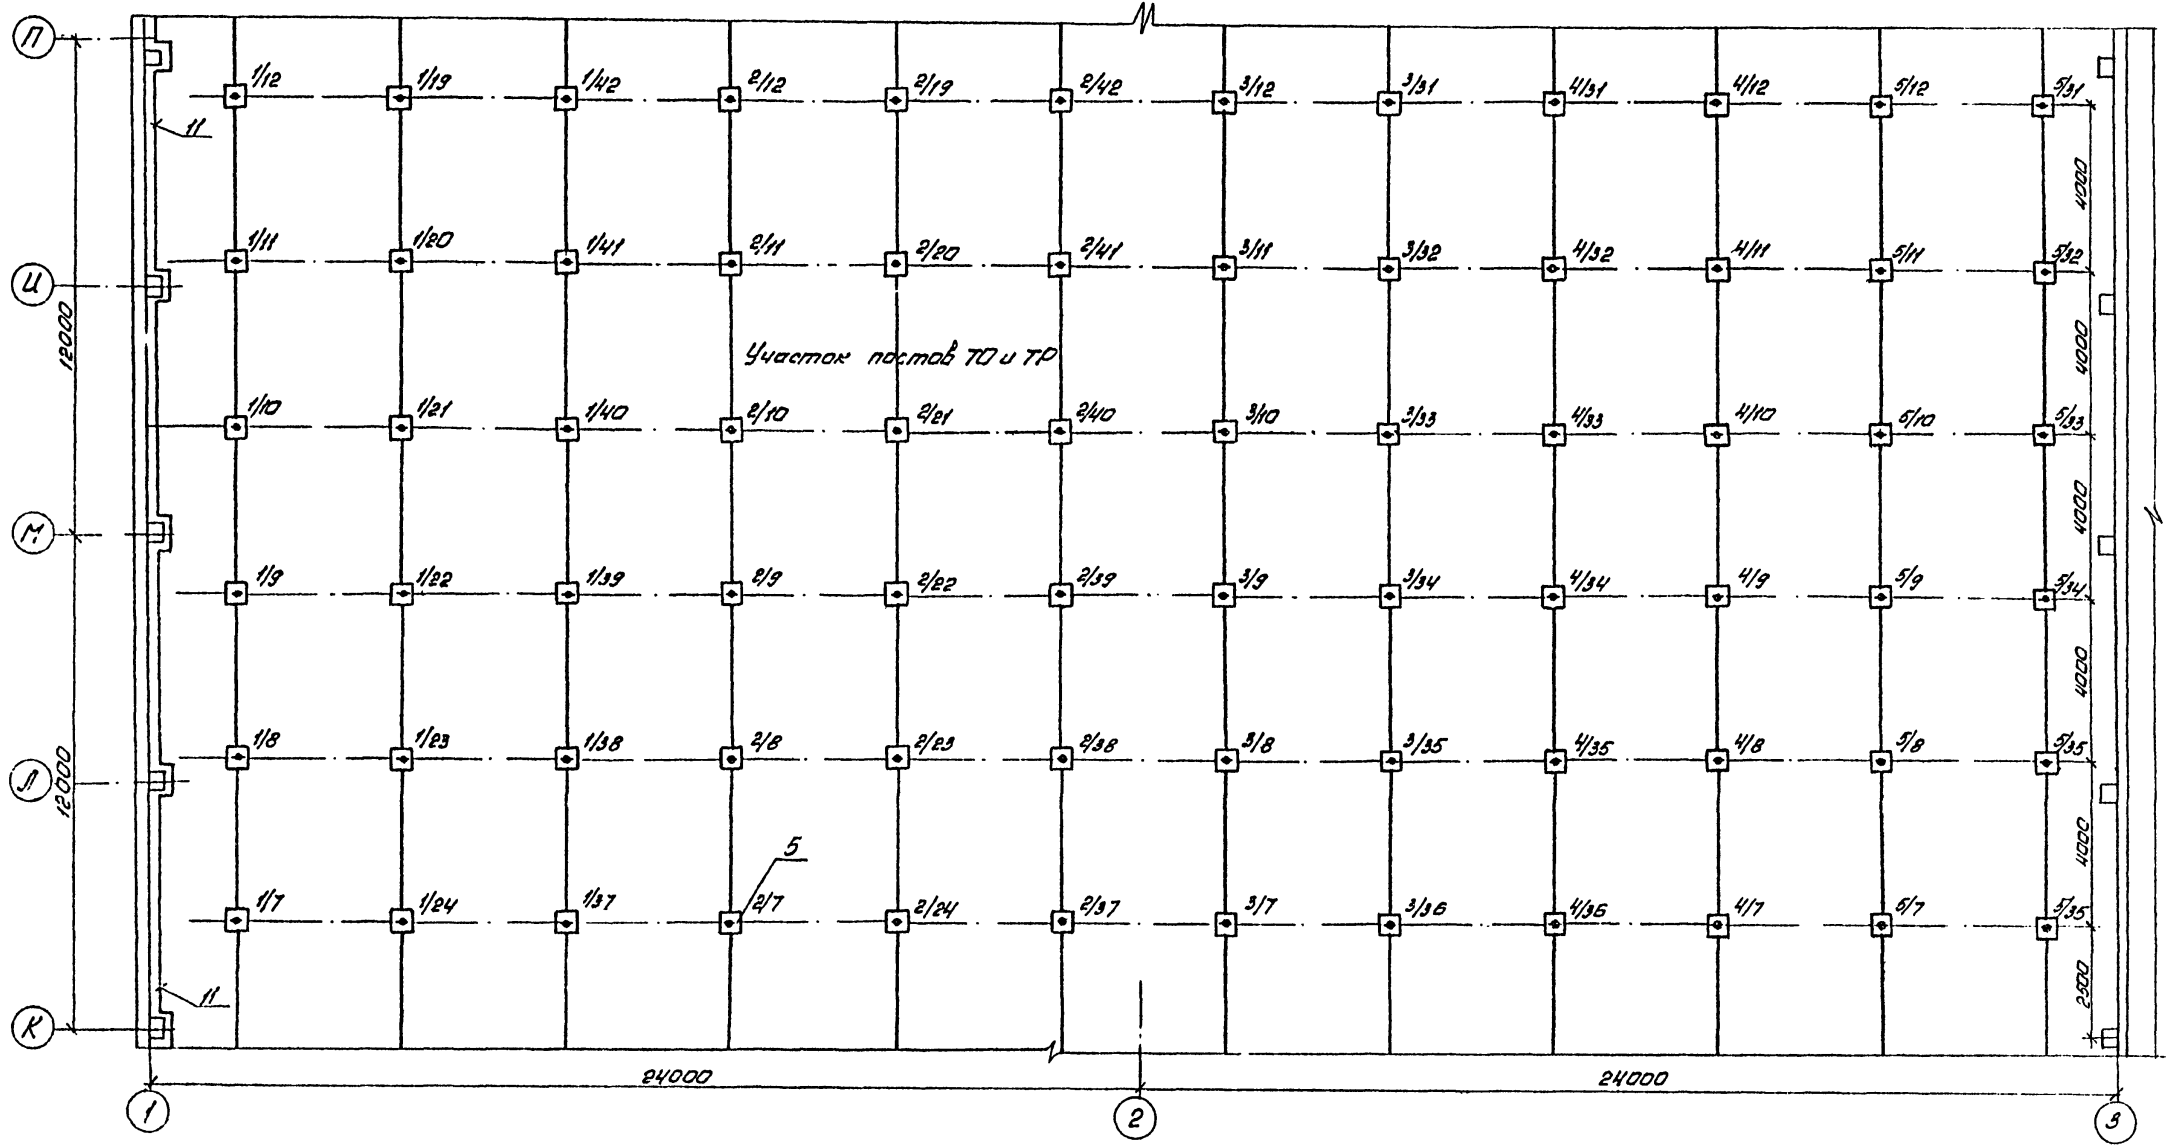 П
1/12 1/19 1/42 2/12 2/19 2/42 3/12 3/31 4/31 4/12 5/12 5/31
11
4000
1/11 1/20 1/41 2/11 2/20 2/41 3/11 3/32 4/32 4/11 5/11 5/32
И
12000
Участок постов ТО и ТР
4000
1/10 1/21 1/40 2/10 2/21 2/40 3/10 3/33 4/33 4/10 5/10 5/33
4000
М
1/9 1/22 1/39 2/9 2/22 2/39 3/9 3/34 4/34 4/9 5/9 5/34
4000
1/8 1/23 1/38 2/8 2/23 2/38 3/8 3/35 4/35 4/8 5/8 5/35
Л
12000
5
4000
1/7 1/24 1/37 2/7 2/24 2/37 3/7 3/36 4/36 4/7 5/7 5/35
11
2500
К
24000 24000
1 2 3